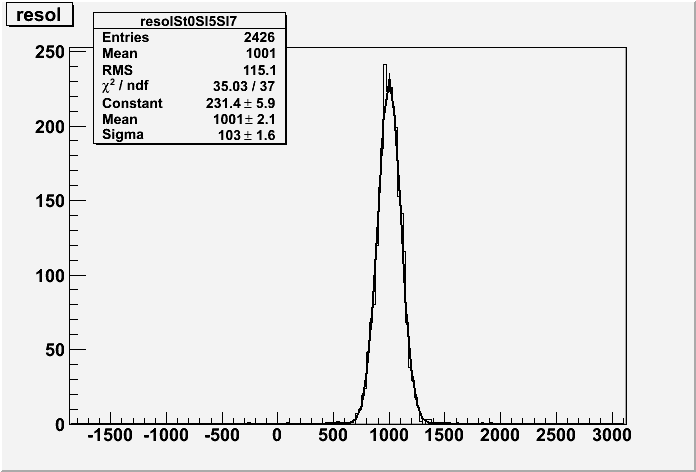 resol
resolSt0Sl5Sl7
Entries 2426
Mean 1001
RMS 115.1
χ² / ndf 35.03 / 37
Constant 231.4 ± 5.9
Mean 1001± 2.1
Sigma 103 ± 1.6
250
200
150
100
50
0
-1500 -1000 -500 0 500 1000 1500 2000 2500 3000